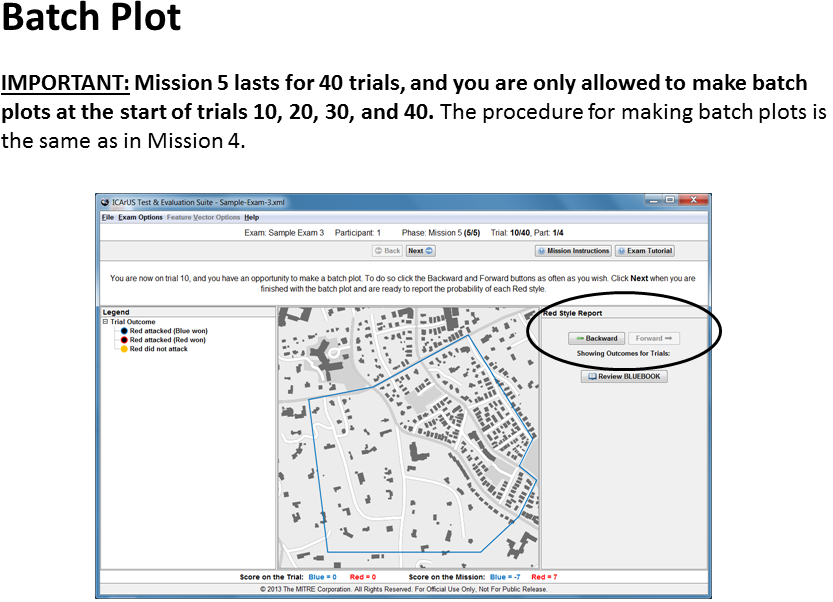 Batch Plot
IMPORTANT: Mission 5 lasts for 40 trials, and you are only allowed to make batch
plots at the start of trials 10, 20, 30, and 40. The procedure for making batch plots is
the same as in Mission 4.
ICArUS Test & Evaluation Suite - Sample-Exam-3.xml
File Exam Options Feature Vector Options Help
Exam: Sample Exam 3 Participant: 1 Phase: Mission 5 (5/5) Trial: 10/40, Part: 1/4
Back Next Mission Instructions Exam Tutorial
You are now on trial 10, and you have an opportunity to make a batch plot. To do so click the Backward and Forward buttons as often as you wish. Click Next when you are
finished with the batch plot and are ready to report the probability of each Red style.
Legend
Trial Outcome
Red attacked (Blue won)
Red attacked (Red won)
Red did not attack
Red Style Report
Backward Forward
Showing Outcomes for Trials:
Review BLUEBOOK
Score on the Trial: Blue = 0 Red = 0 Score on the Mission: Blue = -7 Red = 7
© 2013 The MITRE Corporation. All Rights Reserved. For Official Use Only, Not For Public Release.